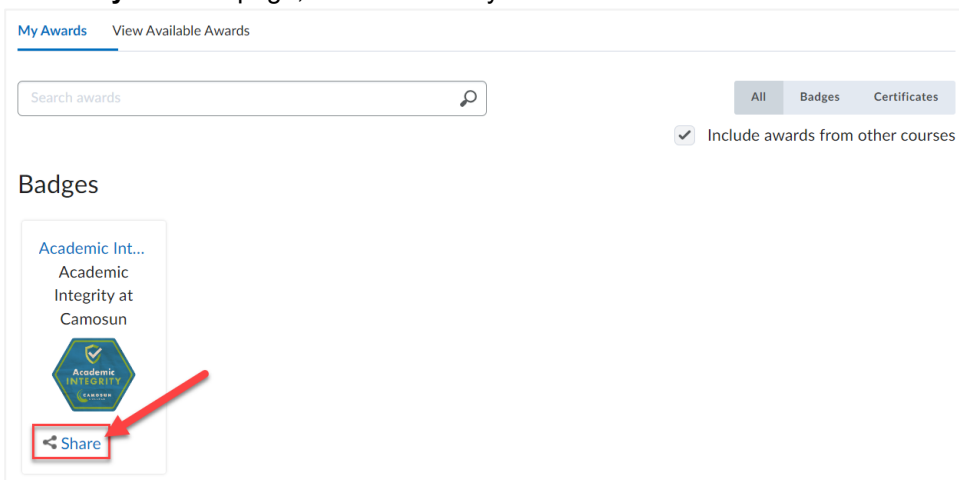 My Awards View Available Awards
Search awards
All Badges Certificates
Include awards from other courses
Badges
Academic Int...
Academic
Integrity at
Camosun
Academic
INTEGRITY
CAMOSUN
Share